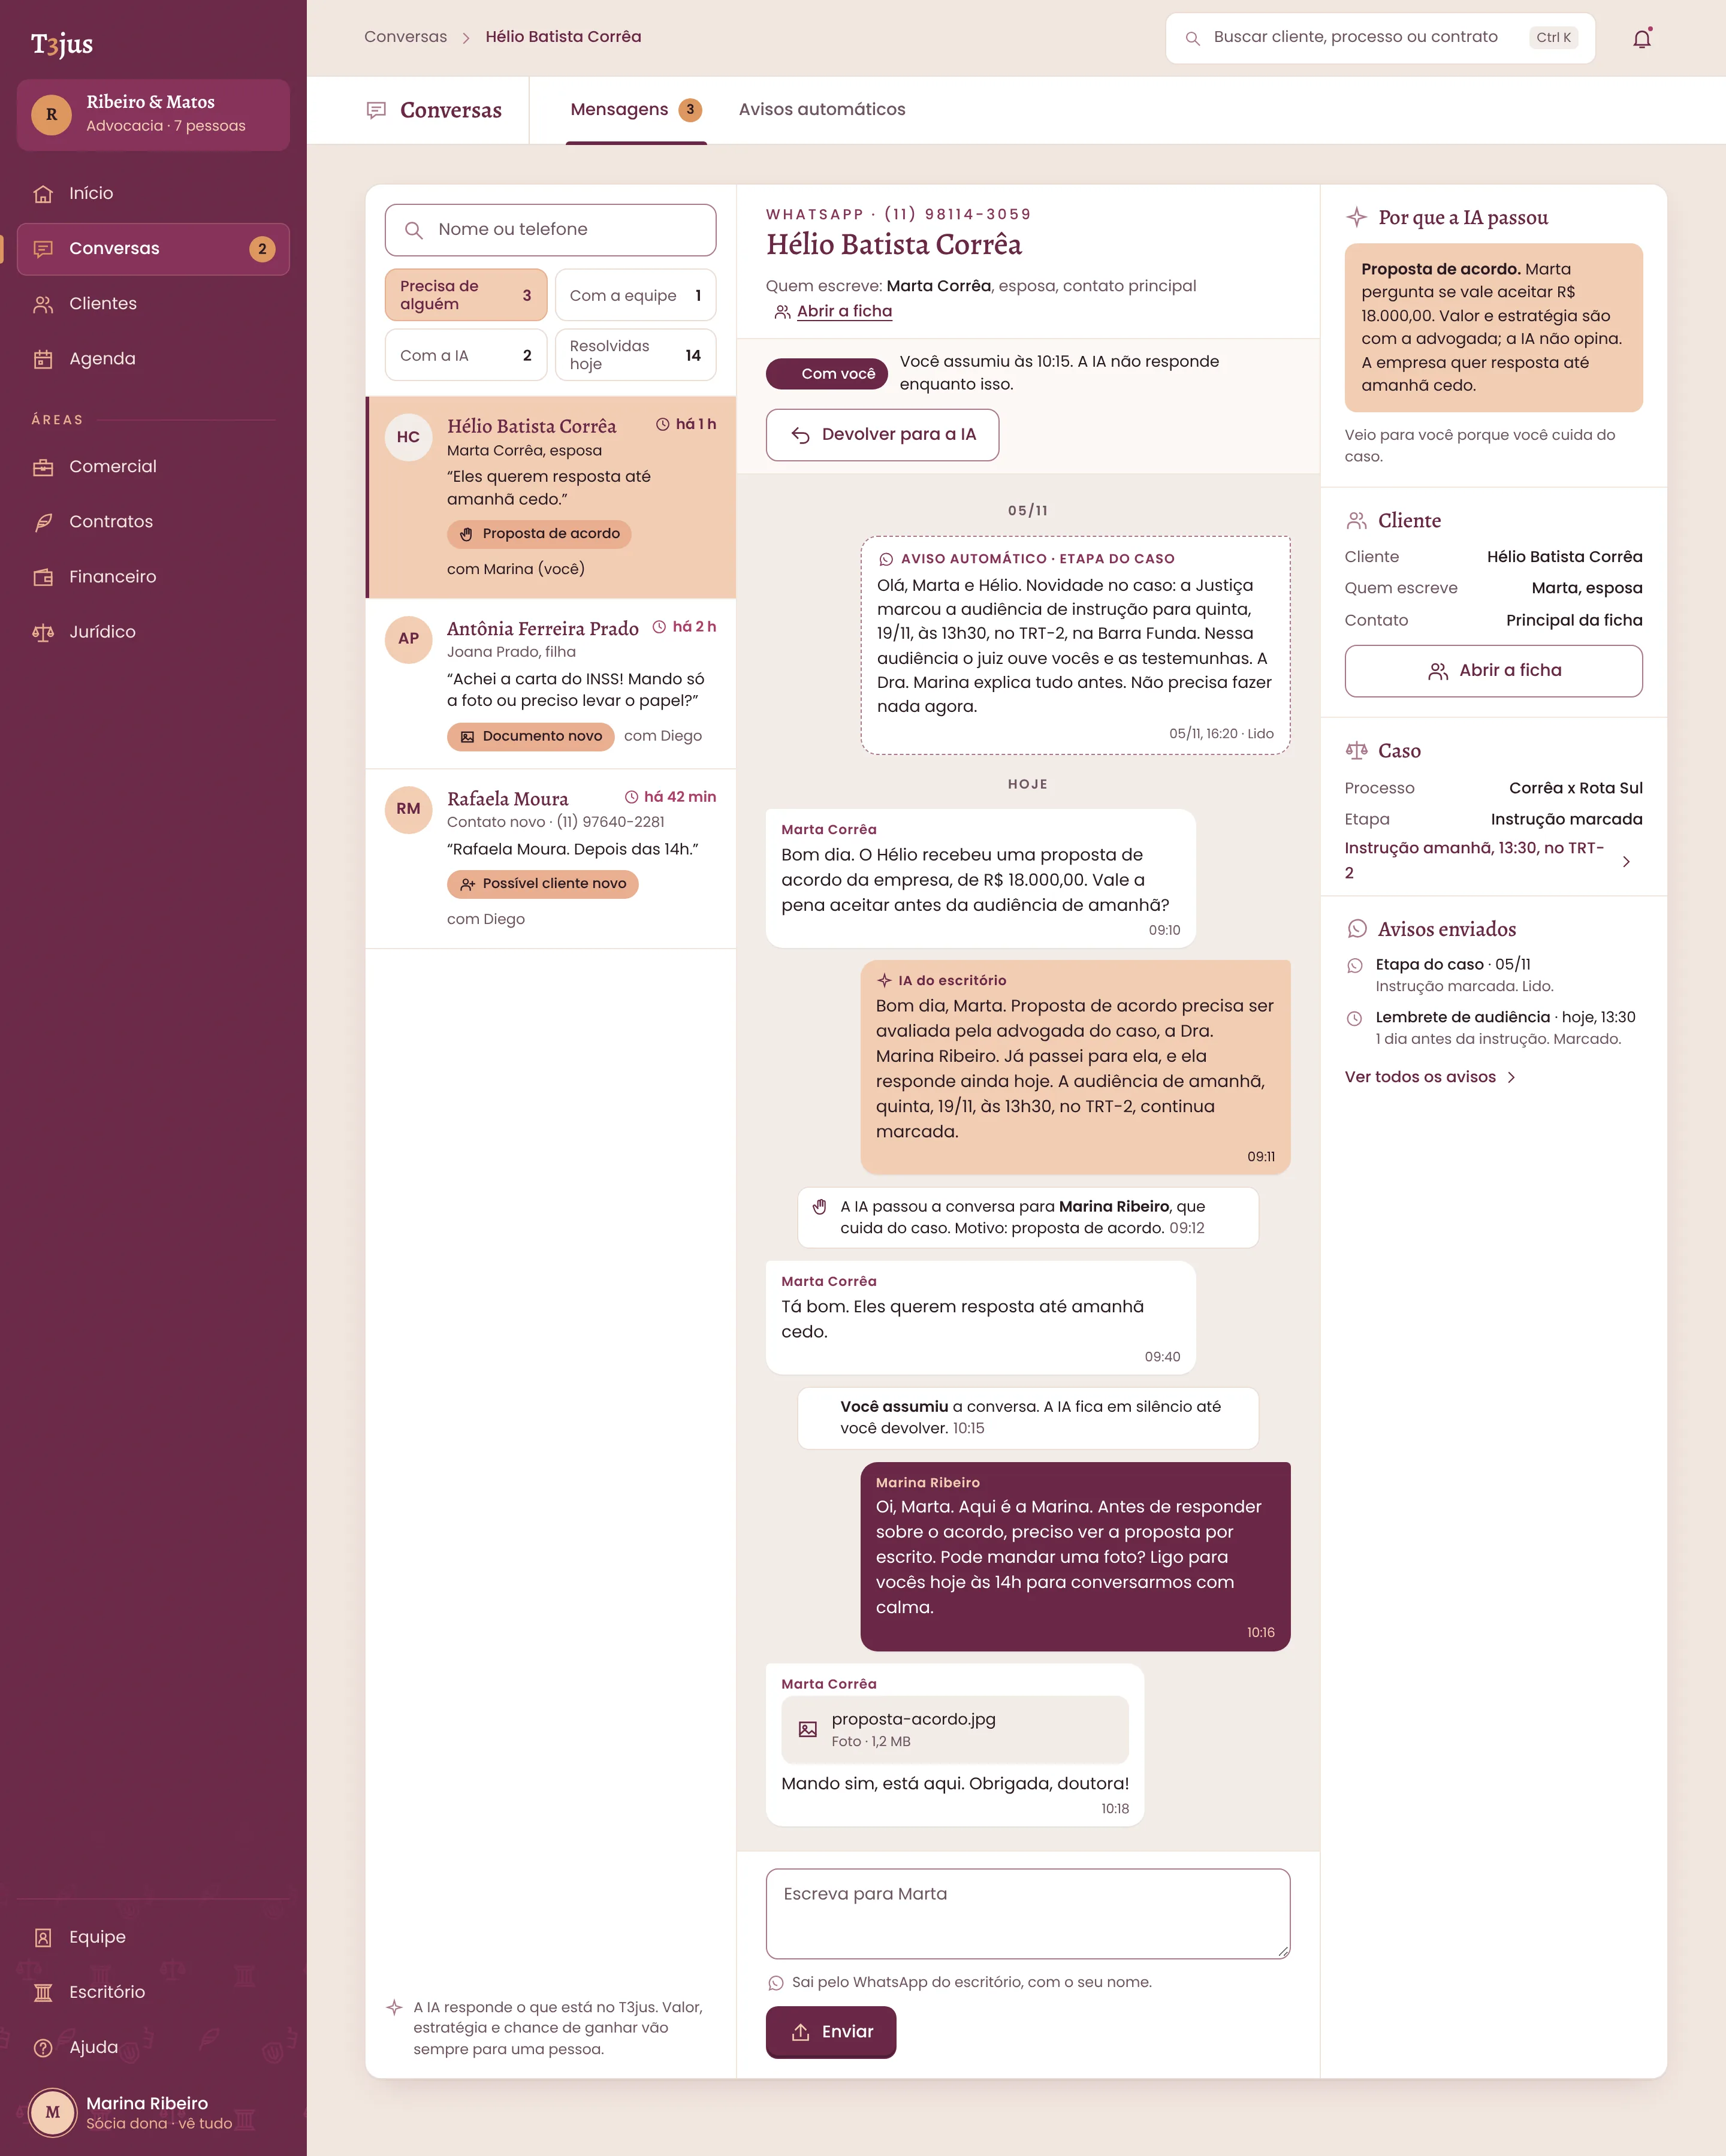 T3jus
R
Ribeiro & Matos
Advocacia · 7 pessoas
Início
Conversas
2
Clientes
Agenda
ÁREAS
Comercial
Contratos
Financeiro
Jurídico
Equipe
Escritório
Ajuda
M
Marina Ribeiro
Sócia dona · vê tudo
Conversas
Hélio Batista Corrêa
Buscar cliente, processo ou contrato
Ctrl K
Conversas
Mensagens 3
Avisos automáticos
Nome ou telefone
Precisa de
alguém
3
Com a equipe 1
Com a IA 2
Resolvidas
hoje
14
HC
Hélio Batista Corrêa
há 1 h
Marta Corrêa, esposa
“Eles querem resposta até
amanhã cedo.”
Proposta de acordo
com Marina (você)
AP
Antônia Ferreira Prado
há 2 h
Joana Prado, filha
“Achei a carta do INSS! Mando só
a foto ou preciso levar o papel?”
Documento novo
com Diego
RM
Rafaela Moura
há 42 min
Contato novo · (11) 97640-2281
“Rafaela Moura. Depois das 14h.”
Possível cliente novo
com Diego
A IA responde o que está no T3jus. Valor,
estratégia e chance de ganhar vão
sempre para uma pessoa.
WHATSAPP · (11) 98114-3059
Hélio Batista Corrêa
Quem escreve: Marta Corrêa, esposa, contato principal
Abrir a ficha
Com você
Você assumiu às 10:15. A IA não responde
enquanto isso.
Devolver para a IA
05/11
AVISO AUTOMÁTICO · ETAPA DO CASO
Olá, Marta e Hélio. Novidade no caso: a Justiça
marcou a audiência de instrução para quinta,
19/11, às 13h30, no TRT-2, na Barra Funda. Nessa
audiência o juiz ouve vocês e as testemunhas. A
Dra. Marina explica tudo antes. Não precisa fazer
nada agora.
05/11, 16:20 · Lido
HOJE
Marta Corrêa
Bom dia. O Hélio recebeu uma proposta de
acordo da empresa, de R$ 18.000,00. Vale a
pena aceitar antes da audiência de amanhã?
09:10
IA do escritório
Bom dia, Marta. Proposta de acordo precisa ser
avaliada pela advogada do caso, a Dra.
Marina Ribeiro. Já passei para ela, e ela
responde ainda hoje. A audiência de amanhã,
quinta, 19/11, às 13h30, no TRT-2, continua
marcada.
09:11
A IA passou a conversa para Marina Ribeiro, que
cuida do caso. Motivo: proposta de acordo. 09:12
Marta Corrêa
Tá bom. Eles querem resposta até amanhã
cedo.
09:40
Você assumiu a conversa. A IA fica em silêncio até
você devolver. 10:15
Marina Ribeiro
Oi, Marta. Aqui é a Marina. Antes de responder
sobre o acordo, preciso ver a proposta por
escrito. Pode mandar uma foto? Ligo para
vocês hoje às 14h para conversarmos com
calma.
10:16
Marta Corrêa
proposta-acordo.jpg
Foto · 1,2 MB
Mando sim, está aqui. Obrigada, doutora!
10:18
Escreva para Marta
Sai pelo WhatsApp do escritório, com o seu nome.
Enviar
Por que a IA passou
Proposta de acordo. Marta
pergunta se vale aceitar R$
18.000,00. Valor e estratégia são
com a advogada; a IA não opina.
A empresa quer resposta até
amanhã cedo.
Veio para você porque você cuida do
caso.
Cliente
Cliente Hélio Batista Corrêa
Quem escreve Marta, esposa
Contato Principal da ficha
Abrir a ficha
Caso
Processo Corrêa x Rota Sul
Etapa Instrução marcada
Instrução amanhã, 13:30, no TRT-
2
Avisos enviados
Etapa do caso · 05/11
Instrução marcada. Lido.
Lembrete de audiência · hoje, 13:30
1 dia antes da instrução. Marcado.
Ver todos os avisos